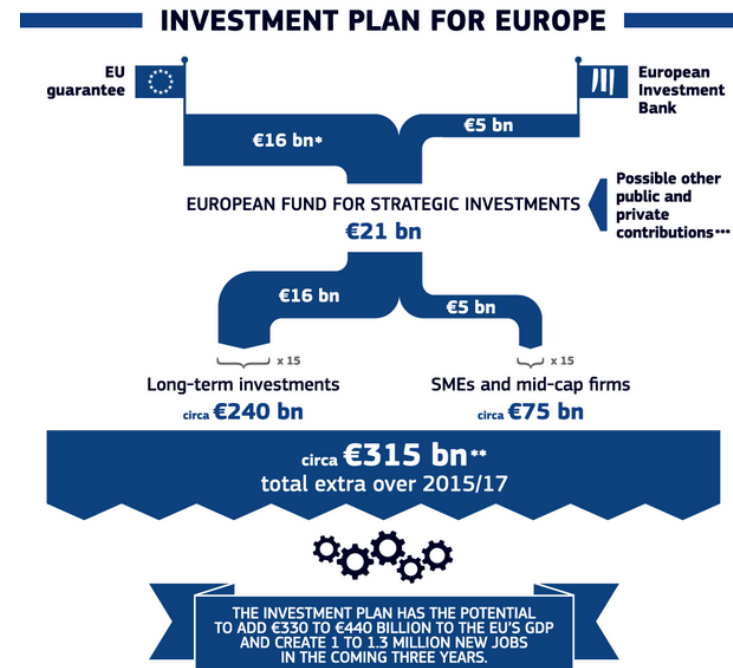 INVESTMENT PLAN FOR EUROPE
EU
guarantee
European
Investment
Bank
€16 bn*
€5 bn
EUROPEAN FUND FOR STRATEGIC INVESTMENTS
€21 bn
Possible other
public and
private
contributions***
€16 bn
€5 bn
x 15
x 15
Long-term investments
circa €240 bn
SMEs and mid-cap firms
circa €75 bn
circa €315 bn**
total extra over 2015/17
THE INVESTMENT PLAN HAS THE POTENTIAL
TO ADD €330 TO €440 BILLION TO THE EU'S GDP
AND CREATE 1 TO 1.3 MILLION NEW JOBS
IN THE COMING THREE YEARS.